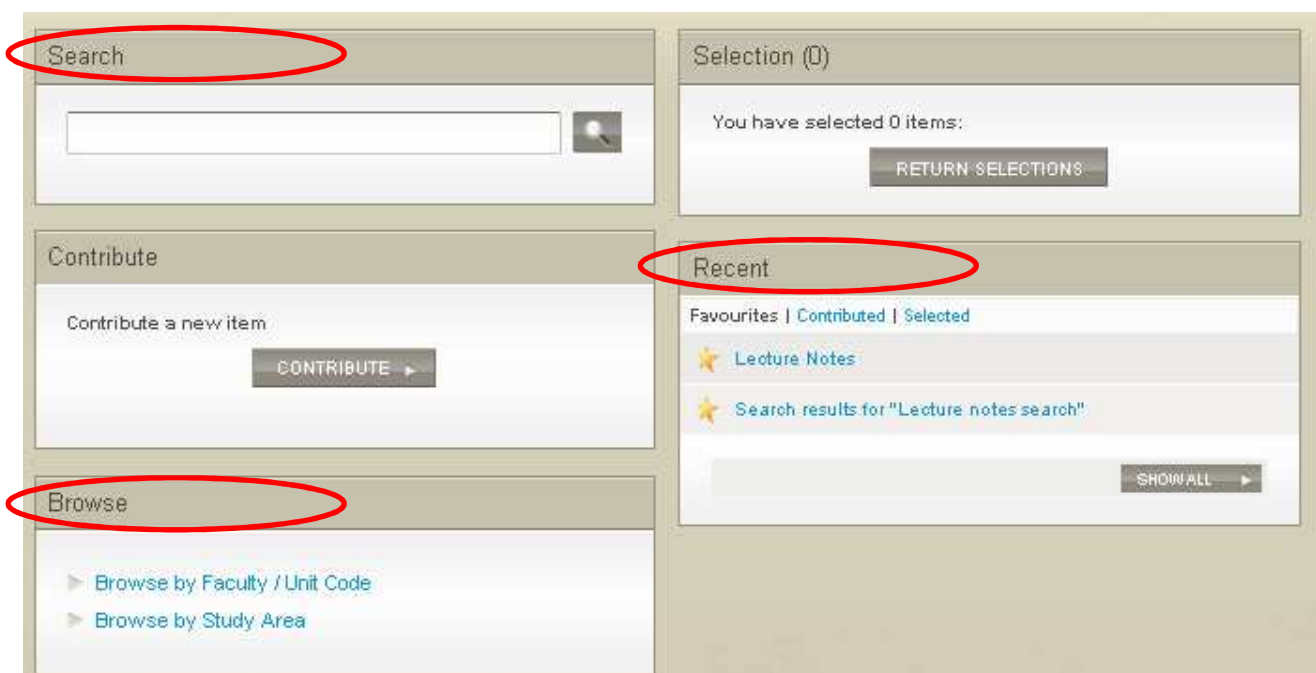 Search
Contribute
Contribute a new item
CONTRIBUTE
Browse
Browse by Faculty / Unit Code
Browse by Study Area
Selection (0)
You have selected 0 items:
RETURN SELECTIONS
Recent
Favourites | Contributed | Selected
Lecture Notes
Search results for "Lecture notes search"
SHOW ALL